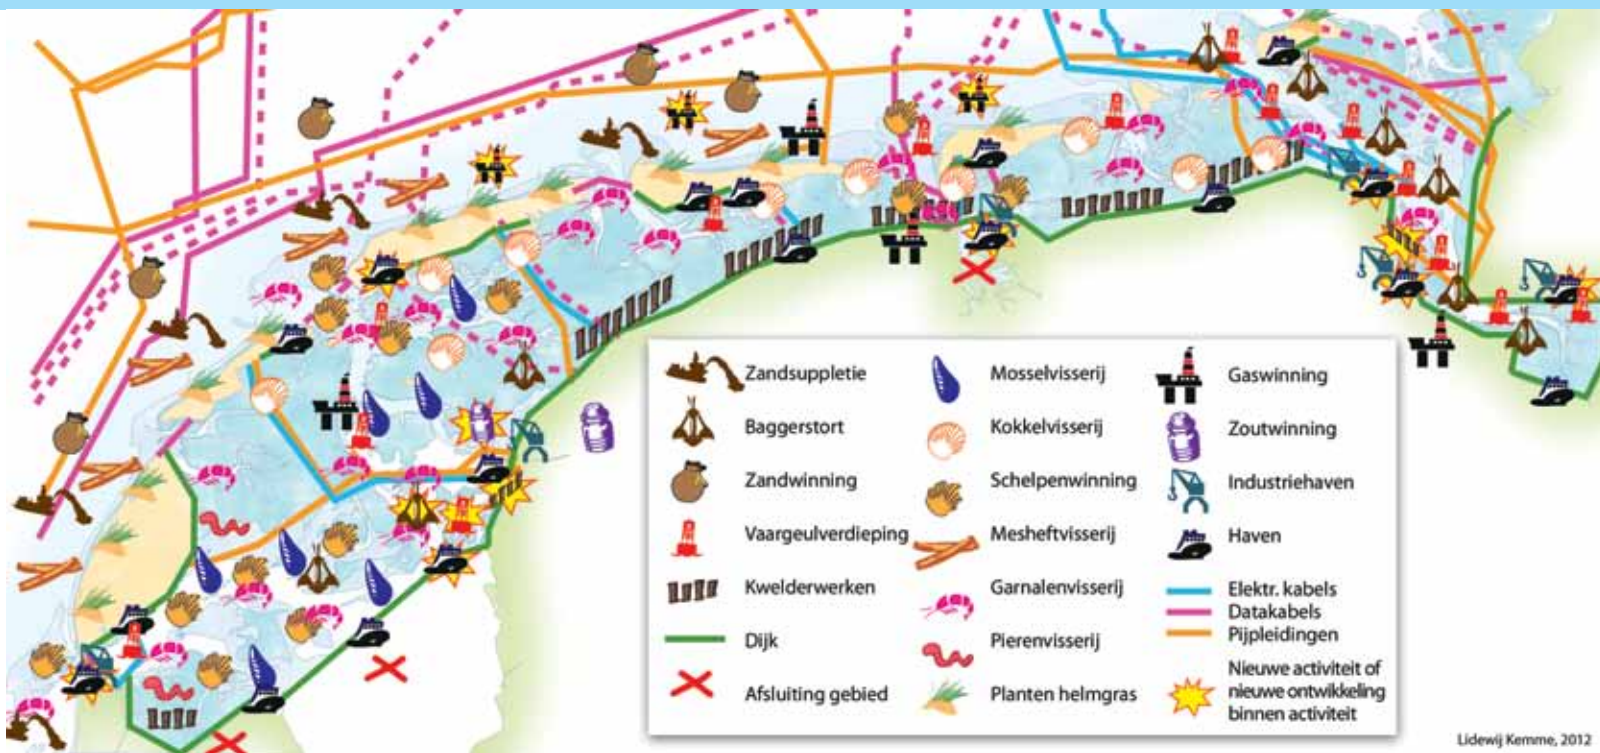 Zandsuppletie
Baggerstort
Zandwinning
Vaargeulverdieping
Kwelderwerken
Dijk
Afsluiting gebied
Mosselvisserij
Kokkelvisserij
Schelpenwinning
Mesheftvisserij
Garnalenvisserij
Pierenvisserij
Planten helmgras
Gaswinning
Zoutwinning
Industriehaven
Haven
Elektr. kabels
Datakabels
Pijpleidingen
Nieuwe activiteit of
nieuwe ontwikkeling
binnen activiteit
Lidewij Kemme, 2012